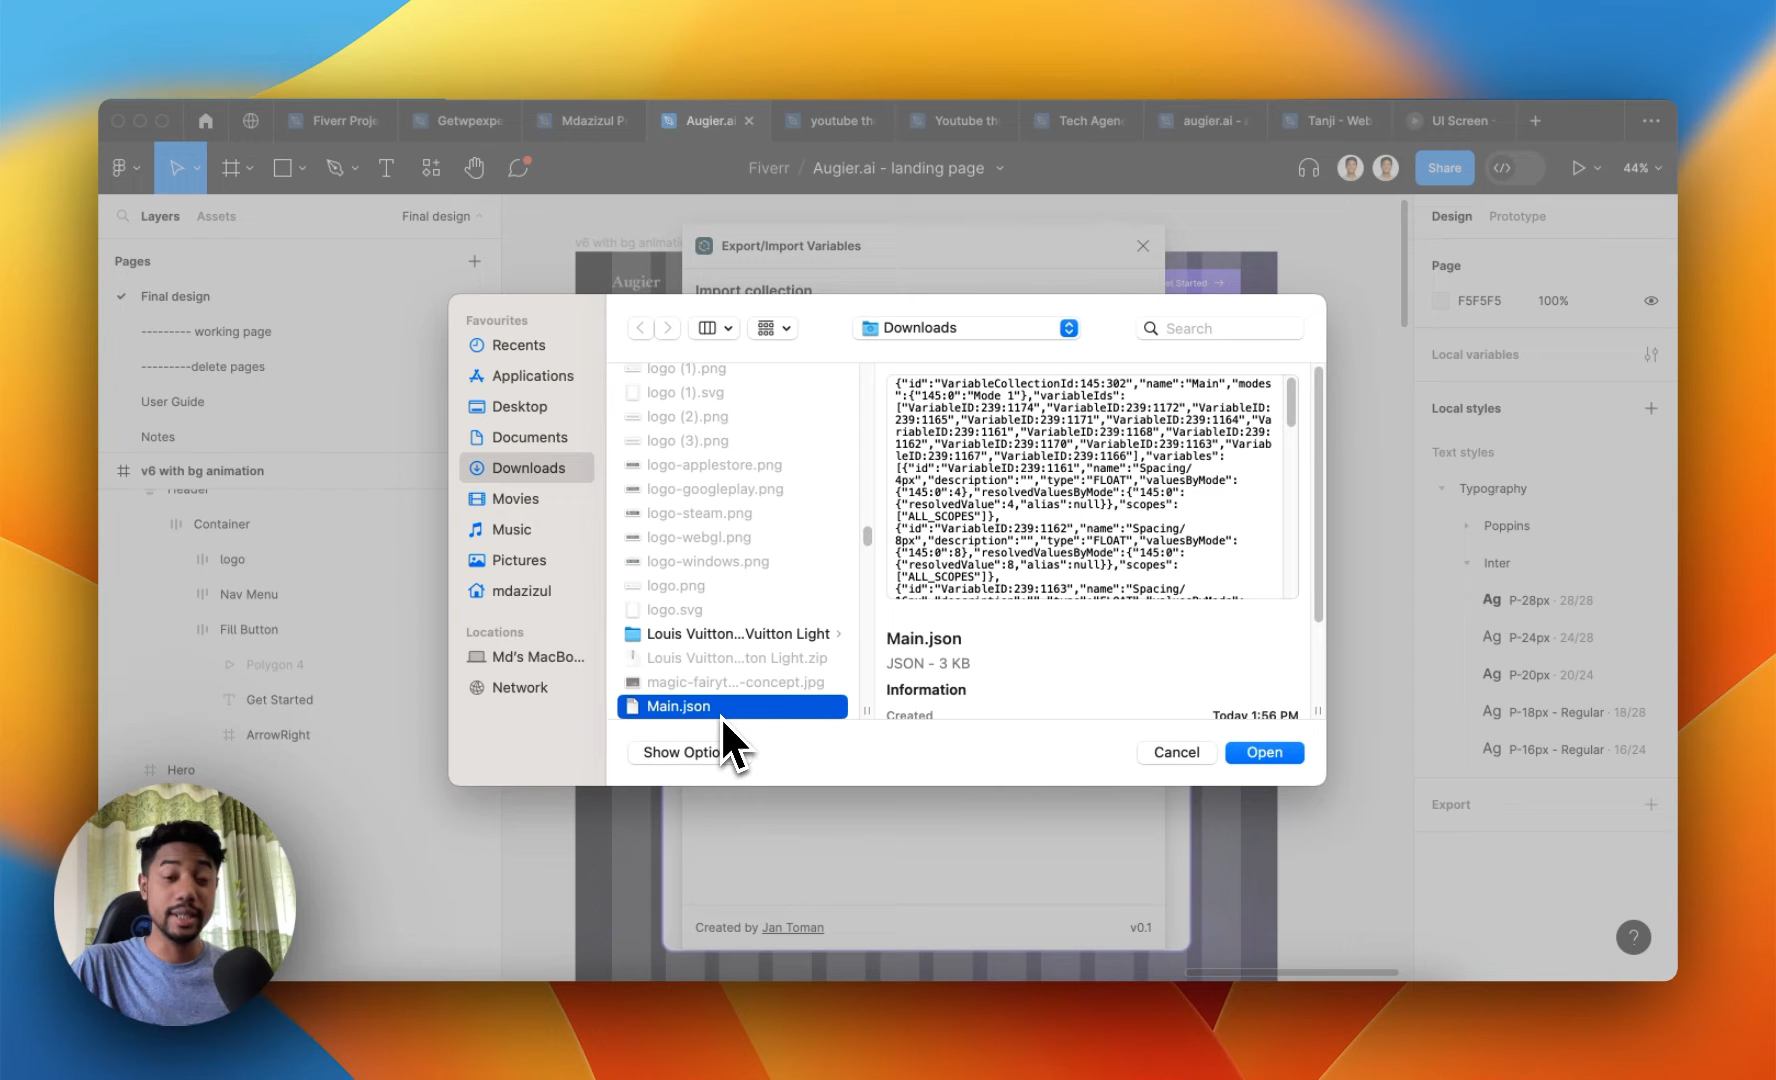 Fiverr Proje
Getwpexpe
Mdazizul P
Augier.ai
youtube th
Youtube th
Tech Agen
augier.ai -
Tanji - Web
UI Screen -
Fiverr / Augier.ai - landing page
Share
44%
Layers
Assets
Final design
Pages
Final design
--------- working page
---------delete pages
User Guide
Notes
v6 with bg animation
Header
Container
logo
Nav Menu
Fill Button
Polygon 4
Get Started
ArrowRight
Hero
v6 with bg animati
Augier
Export/Import Variables
Import collection
et Started →
Favourites
Recents
Applications
Desktop
Documents
Downloads
Movies
Music
Pictures
mdazizul
Locations
Md's MacBo...
Network
Downloads
Search
logo (1).png
logo (1).svg
logo (2).png
logo (3).png
logo-applestore.png
logo-googleplay.png
logo-steam.png
logo-webgl.png
logo-windows.png
logo.png
logo.svg
Louis Vuitton...Vuitton Light
Louis Vuitton...ton Light.zip
magic-fairyt...-concept.jpg
Main.json
{"id":"VariableCollectionId:145:302","name":"Main","modes
":{"145:0":"Mode 1"},"variableIds":
["VariableID:239:1174","VariableID:239:1172","VariableID:
239:1165","VariableID:239:1171","VariableID:239:1164","Va
riableID:239:1161","VariableID:239:1168","VariableID:239:
1162","VariableID:239:1170","VariableID:239:1163","Variab
leID:239:1167","VariableID:239:1166"],"variables":
[{"id":"VariableID:239:1161","name":"Spacing/
4px","description":"","type":"FLOAT","valuesByMode":
{"145:0":4},"resolvedValuesByMode":{"145:0":
{"resolvedValue":4,"alias":null}},"scopes":
["ALL_SCOPES"]},
{"id":"VariableID:239:1162","name":"Spacing/
8px","description":"","type":"FLOAT","valuesByMode":
{"145:0":8},"resolvedValuesByMode":{"145:0":
{"resolvedValue":8,"alias":null}},"scopes":
["ALL_SCOPES"]},
{"id":"VariableID:239:1163","name":"Spacing/
16px","description":"","type":"FLOAT","valuesByMode":
Main.json
JSON - 3 KB
Information
Created
Today 1:56 PM
Show Optio
Cancel
Open
Created by Jan Toman
v0.1
Design
Prototype
Page
F5F5F5
100%
Local variables
Local styles
Text styles
Typography
Poppins
Inter
Ag P-28px · 28/28
Ag P-24px · 24/28
Ag P-20px · 20/24
Ag P-18px - Regular · 18/28
Ag P-16px - Regular · 16/24
Export
?